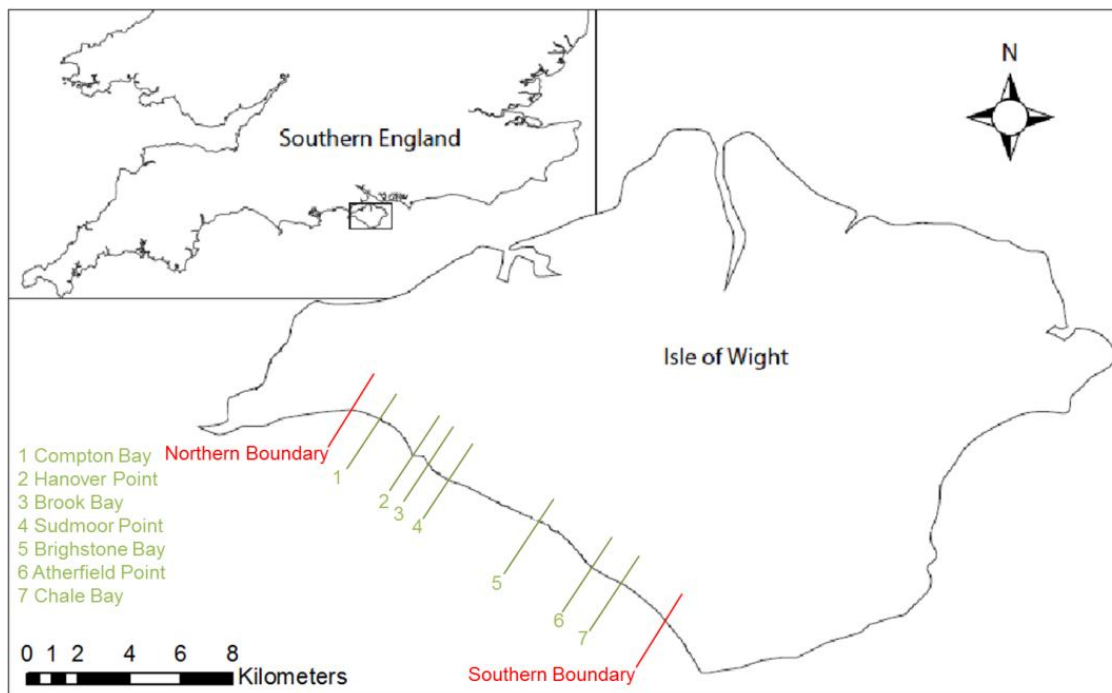 Southern England
N
Isle of Wight
Northern Boundary
1 Compton Bay
2 Hanover Point
3 Brook Bay
4 Sudmoor Point
5 Brighstone Bay
6 Atherfield Point
7 Chale Bay
1
2
3
4
5
6
7
Southern Boundary
0 1 2 4 6 8
Kilometers